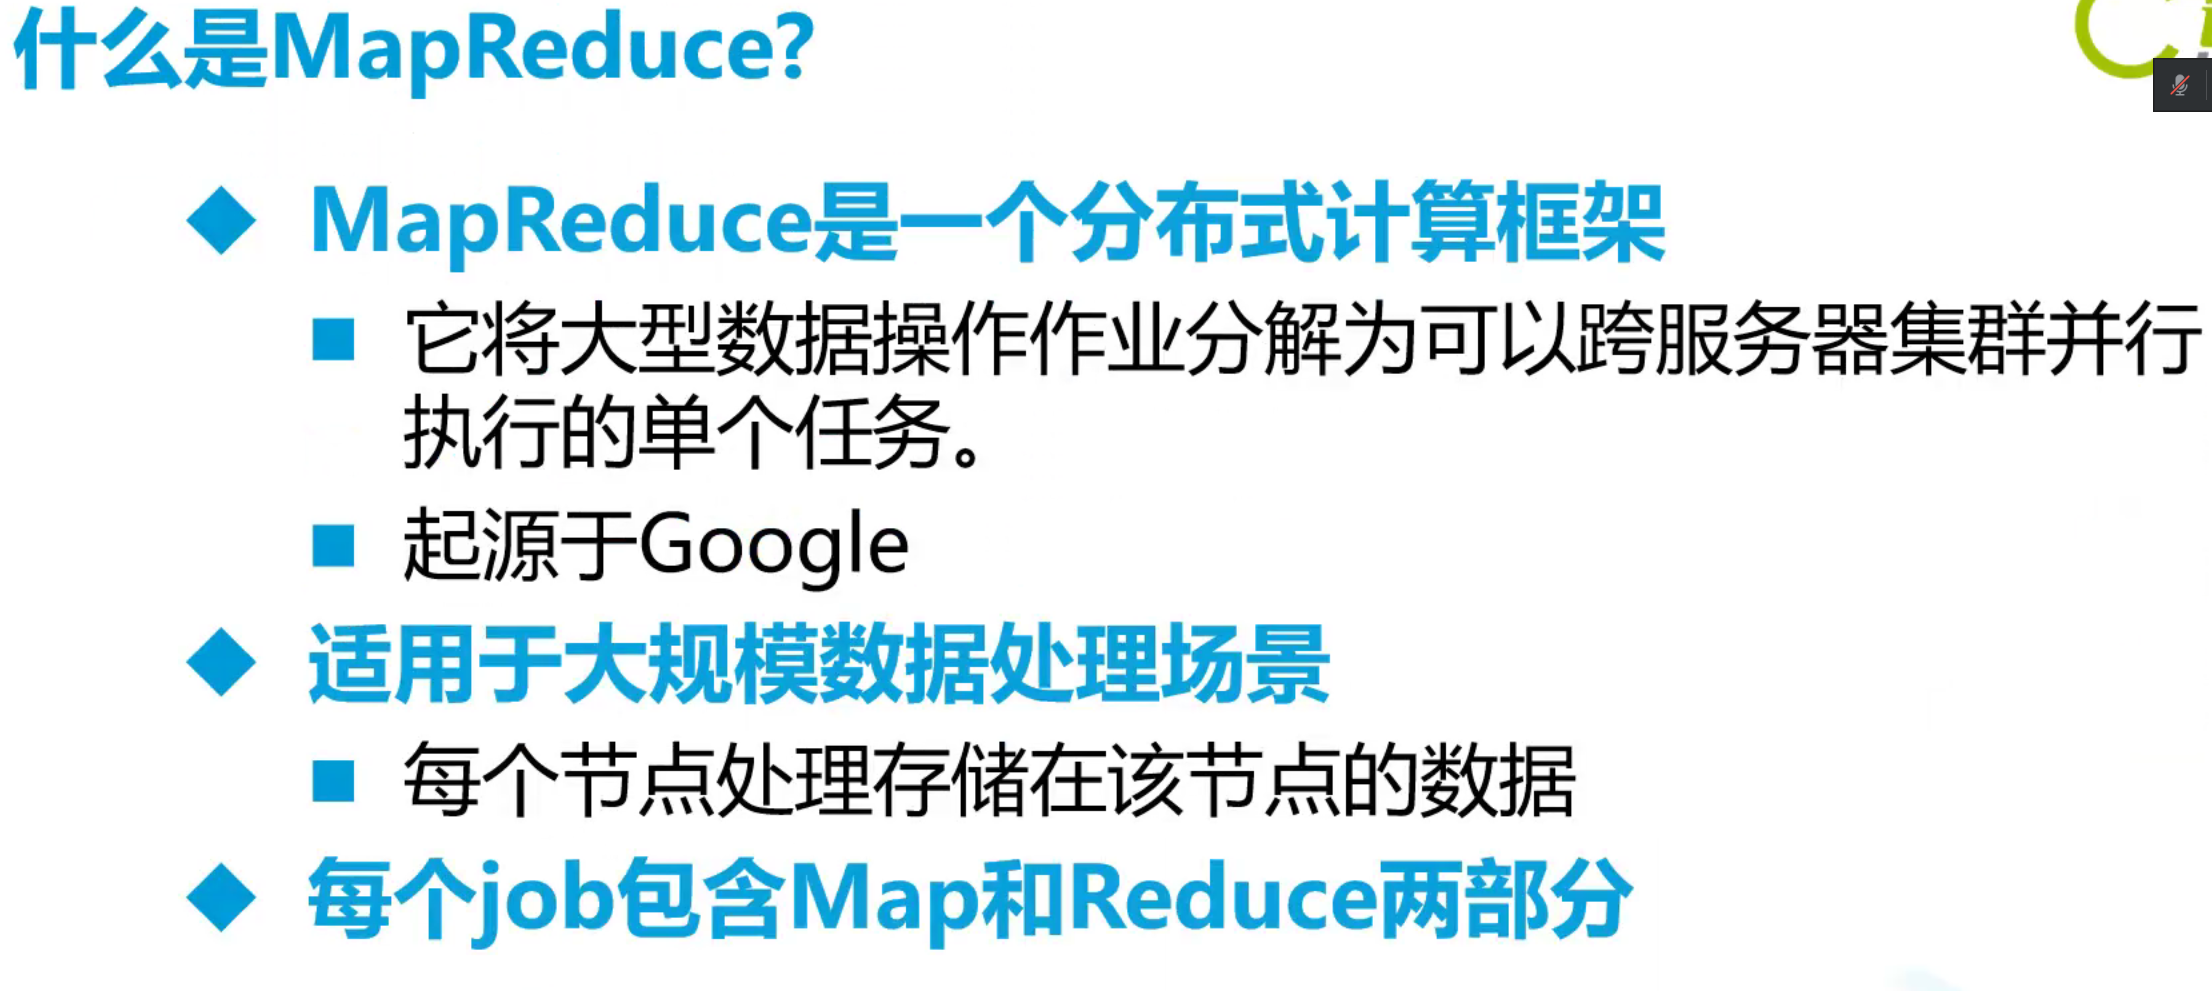 什么是MapReduce?
MapReduce是一个分布式计算框架
它将大型数据操作作业分解为可以跨服务器集群并行
执行的单个任务。
起源于Google
适用于大规模数据处理场景
每个节点处理存储在该节点的数据
每个job包含Map和Reduce两部分